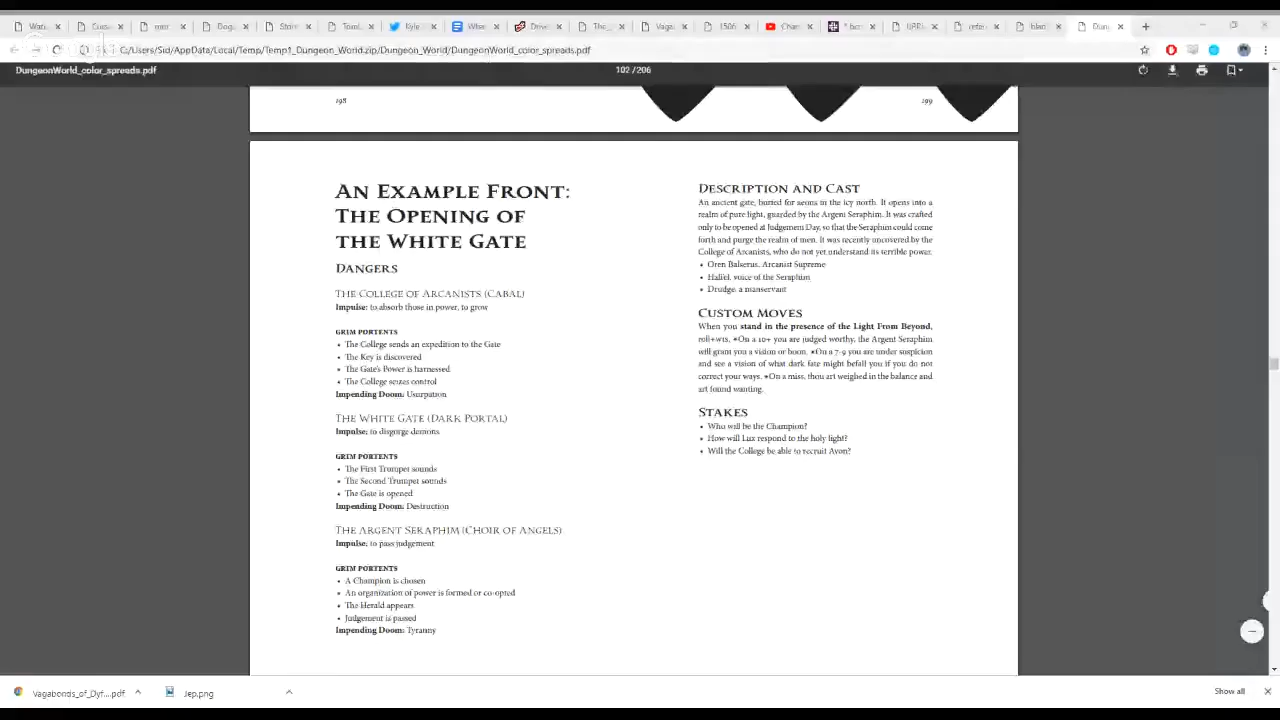 C:/Users/Sid/AppData/Local/Temp/Temp1_Dungeon_World.zip/Dungeon_World/DungeonWorld_color_spreads.pdf
DungeonWorld_color_spreads.pdf
102 / 206
198
199
An Example Front:
The Opening of
the White Gate
Dangers
The College of Arcanists (Cabal)
Impulse: to absorb those in power, to grow
GRIM PORTENTS
• The College sends an expedition to the Gate
• The Key is discovered
• The Gate's Power is harnessed
• The College seizes control
Impending Doom: Usurpation
The White Gate (Dark Portal)
Impulse: to disgorge demons
GRIM PORTENTS
• The First Trumpet sounds
• The Second Trumpet sounds
• The Gate is opened
Impending Doom: Destruction
The Argent Seraphim (Choir of Angels)
Impulse: to pass judgement
GRIM PORTENTS
• A Champion is chosen
• An organization of power is formed or co-opted
• The Herald appears
• Judgement is passed
Impending Doom: Tyranny
Description and Cast
An ancient gate, buried for aeons in the icy north. It opens into a
realm of pure light, guarded by the Argent Seraphim. It was crafted
only to be opened at Judgement Day, so that the Seraphim could come
forth and purge the realm of men. It was recently uncovered by the
College of Arcanists, who do not yet understand its terrible power.
• Oren Balserus, Arcanist Supreme
• Halfel, voice of the Seraphim
• Drudge, a manservant
Custom Moves
When you stand in the presence of the Light From Beyond,
roll+WIS. •On a 10+ you are judged worthy, the Argent Seraphim
will grant you a vision or boon. •On a 7-9 you are under suspicion
and see a vision of what dark fate might befall you if you do not
correct your ways. •On a miss, thou art weighed in the balance and
art found wanting.
Stakes
• Who will be the Champion?
• How will Lux respond to the holy light?
• Will the College be able to recruit Avon?
Vagabonds_of_Dyf....pdf
Jep.png
Show all